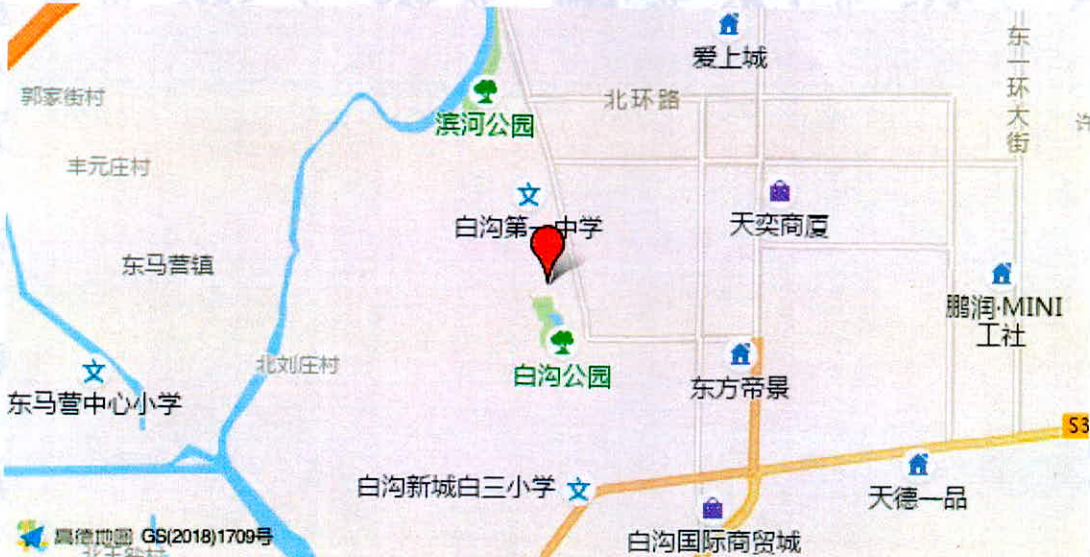 爱上城
东一环大街
郭家街村
北环路
滨河公园
丰元庄村
白沟第一中学
天奕商厦
东马营镇
鹏润·MINI
工社
北刘庄村
白沟公园
东方帝景
东马营中心小学
S3
白沟新城白三小学
天德一品
高德地图 GS(2018)1709号
白沟国际商贸城